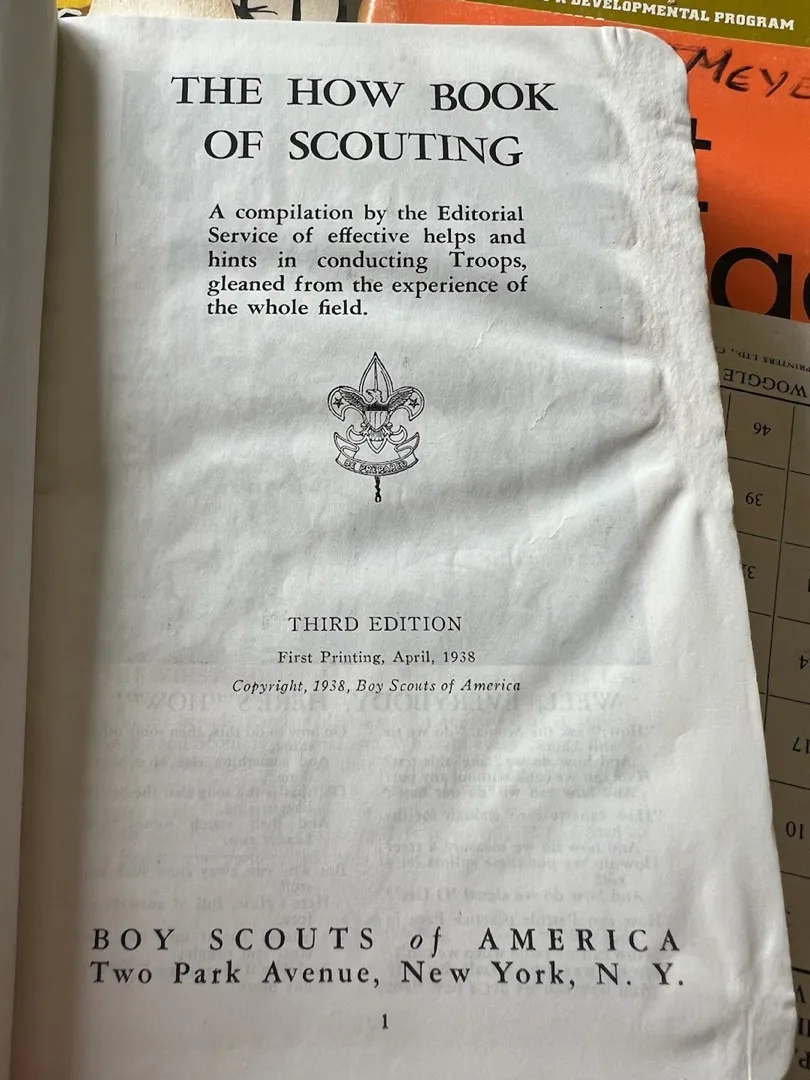 DEVELOPMENTAL PROGRAM
MEYE
THE HOW BOOK
OF SCOUTING
A compilation by the Editorial
Service of effective helps and
hints in conducting Troops,
gleaned from the experience of
the whole field.
BE PREPARED
THIRD EDITION
First Printing, April, 1938
Copyright, 1938, Boy Scouts of America
BOY SCOUTS of AMERICA
Two Park Avenue, New York, N. Y.
1
PRINTERS LTD.,
WOGGLE
46
39
17
10